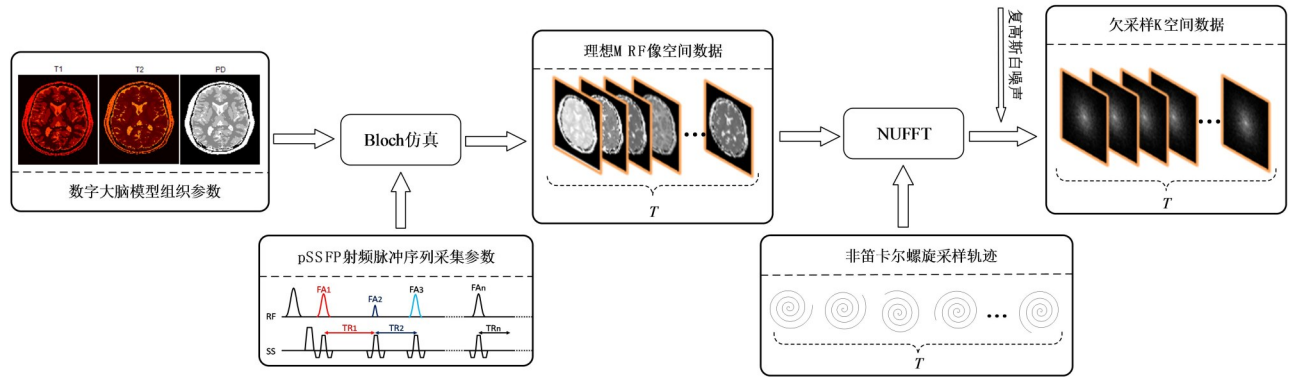 T1 T2 PD
数字大脑模型组织参数
Bloch仿真
pSSFP射频脉冲序列采集参数
FA1 FA2 FA3 FAn
RF
TR1 TR2 TRn
SS
理想MRF像空间数据
...
T
NUFFT
非笛卡尔螺旋采样轨迹
...
T
复高斯白噪声
欠采样K空间数据
...
T